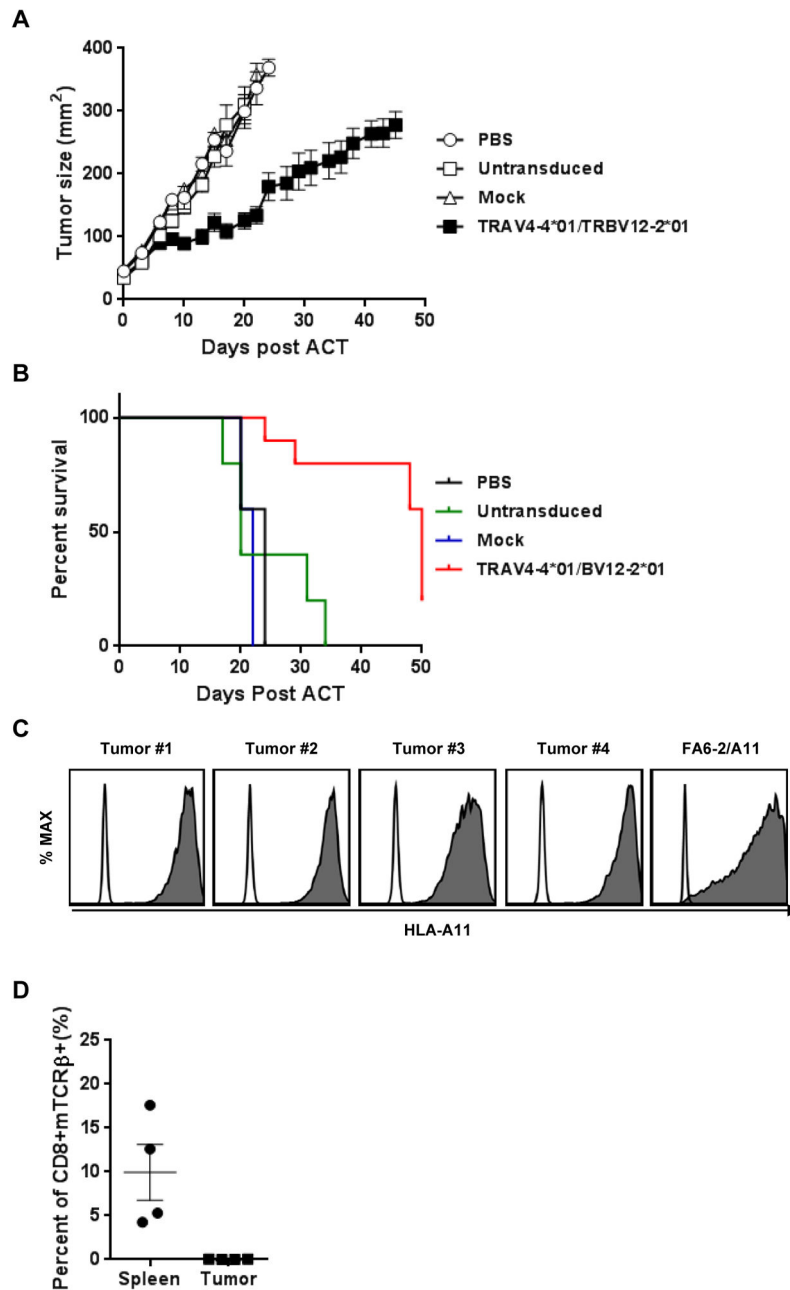 A
Tumor size (mm²)
400
300
200
100
0
0 10 20 30 40 50
Days post ACT
PBS
Untransduced
Mock
TRAV4-4*01/TRBV12-2*01
B
Percent survival
100
50
0
0 10 20 30 40 50
Days Post ACT
PBS
Untransduced
Mock
TRAV4-4*01/BV12-2*01
C
Tumor #1 Tumor #2 Tumor #3 Tumor #4 FA6-2/A11
% MAX
HLA-A11
D
Percent of CD8+mTCRβ+(%)
25
20
15
10
5
0
Spleen Tumor